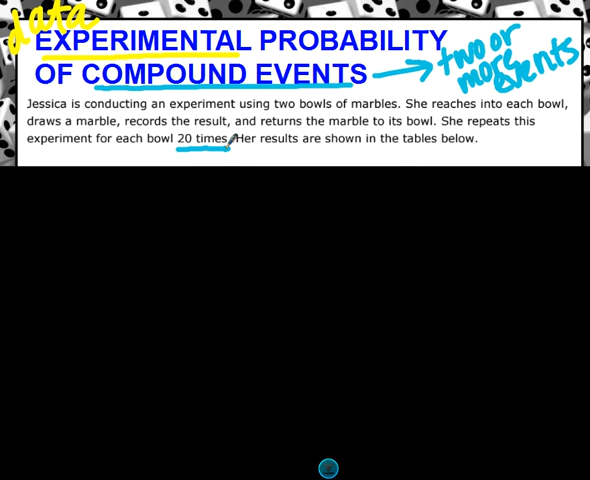 data
EXPERIMENTAL PROBABILITY
OF COMPOUND EVENTS
two or
more
events
Jessica is conducting an experiment using two bowls of marbles. She reaches into each bowl,
draws a marble, records the result, and returns the marble to its bowl. She repeats this
experiment for each bowl 20 times. Her results are shown in the tables below.